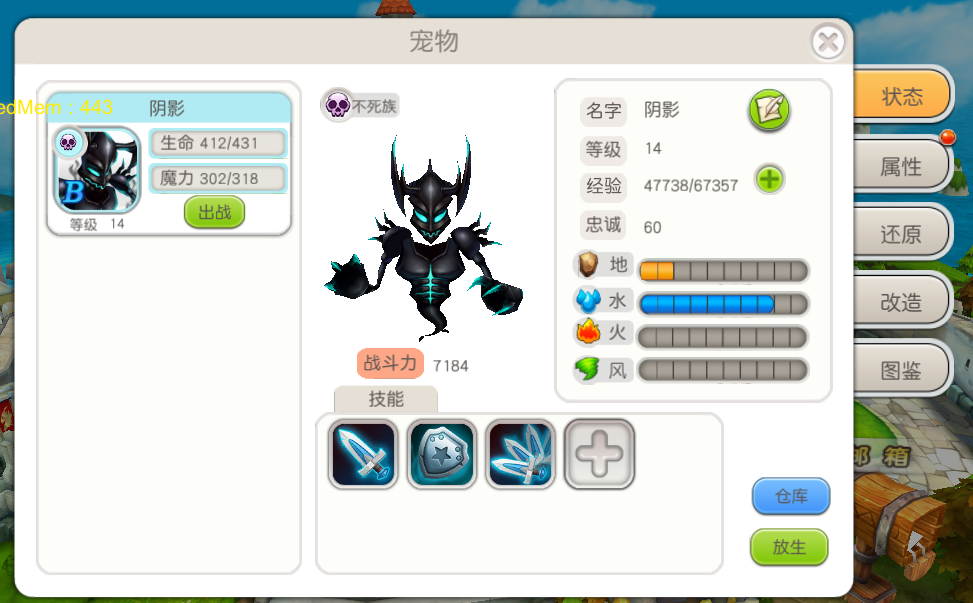 宠物
edMem : 443
阴影
生命 412/431
魔力 302/318
B
出战
等级 14
不死族
战斗力 7184
技能
名字 阴影
等级 14
经验 47738/67357
忠诚 60
地
水
火
风
仓库
放生
状态
属性
还原
改造
图鉴
邮箱